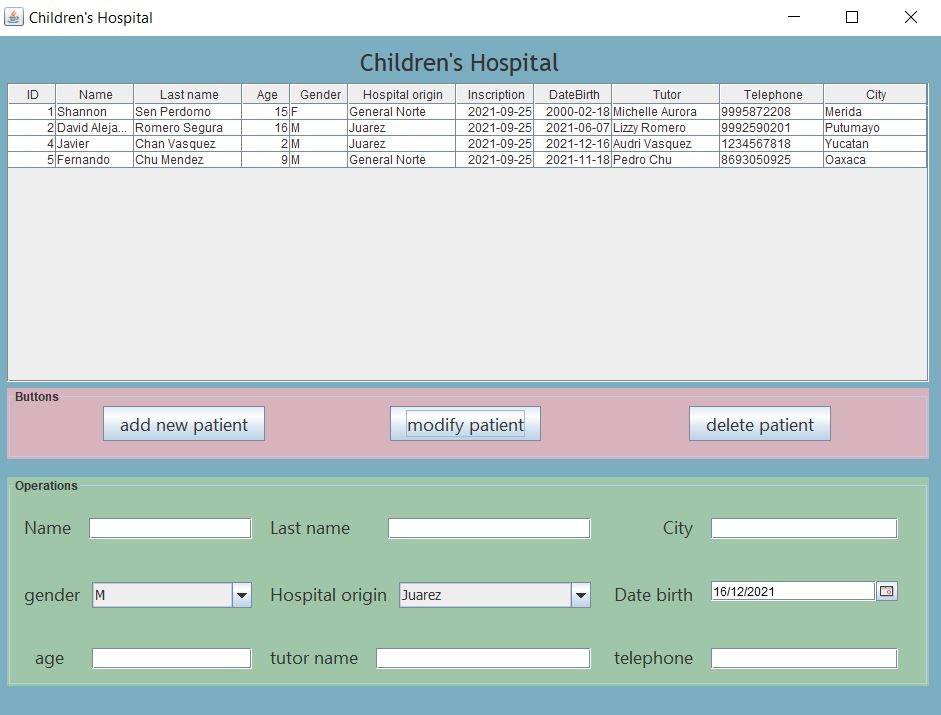 Children's Hospital
Children's Hospital
ID Name Last name Age Gender Hospital origin Inscription DateBirth Tutor Telephone City
1 Shannon Sen Perdomo 15 F General Norte 2021-09-25 2000-02-18 Michelle Aurora 9995872208 Merida
2 David Aleja... Romero Segura 16 M Juarez 2021-09-25 2021-06-07 Lizzy Romero 9992590201 Putumayo
4 Javier Chan Vasquez 2 M Juarez 2021-09-25 2021-12-16 Audri Vasquez 1234567818 Yucatan
5 Fernando Chu Mendez 9 M General Norte 2021-09-25 2021-11-18 Pedro Chu 8693050925 Oaxaca
Buttons
add new patient modify patient delete patient
Operations
Name Last name City
gender M Hospital origin Juarez Date birth 16/12/2021
age tutor name telephone